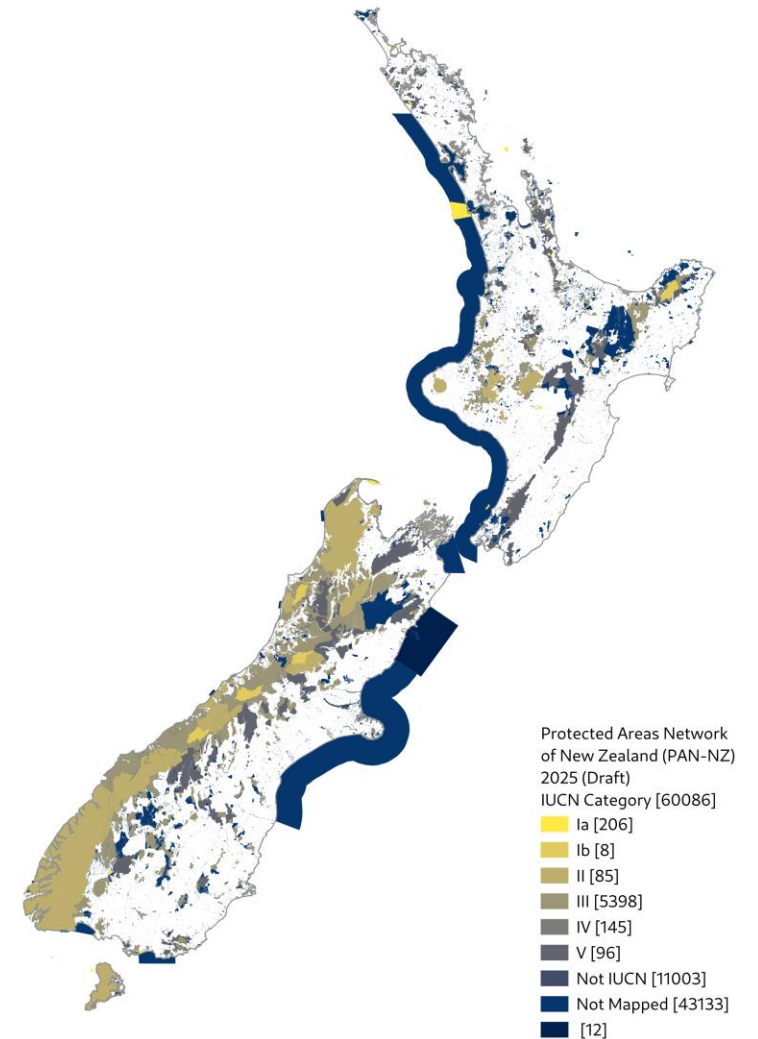 Protected Areas Network
of New Zealand (PAN-NZ)
2025 (Draft)
IUCN Category [60086]
Ia [206]
Ib [8]
II [85]
III [5398]
IV [145]
V [96]
Not IUCN [11003]
Not Mapped [43133]
[12]